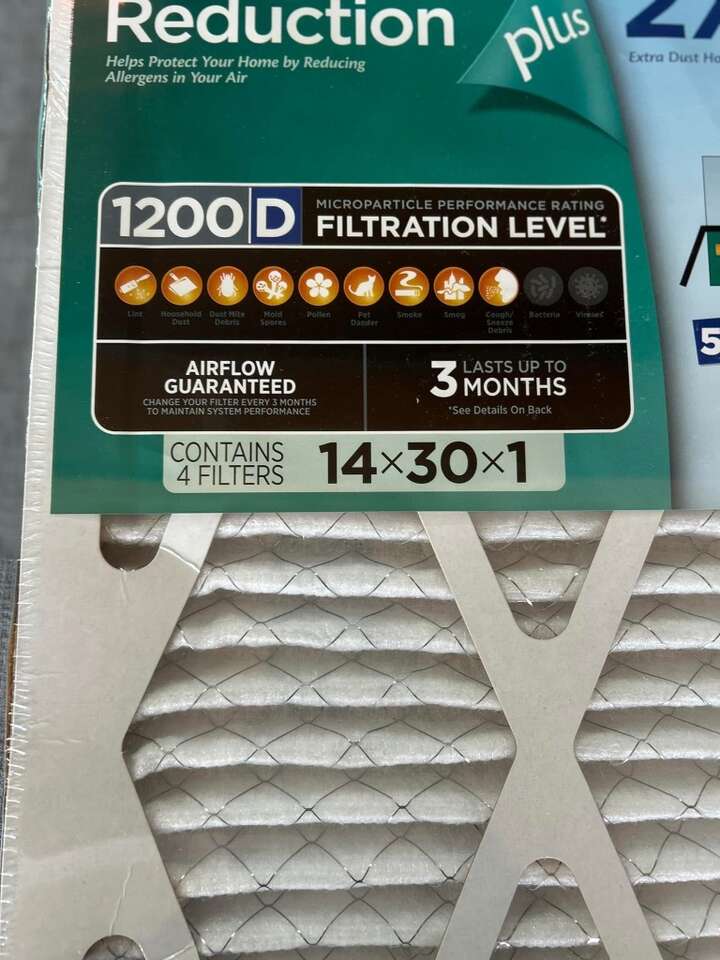 Reduction
plus
Helps Protect Your Home by Reducing
Allergens in Your Air
Extra Dust
1200 D
MICROPARTICLE PERFORMANCE RATING
FILTRATION LEVEL*
Lint
Household Dust
Dust Mite Debris
Mold Spores
Pollen
Pet Dander
Smoke
Smog
Cough/ Sneeze Debris
Bacteria
Viruses
5
AIRFLOW
GUARANTEED
CHANGE YOUR FILTER EVERY 3 MONTHS
TO MAINTAIN SYSTEM PERFORMANCE
3 LASTS UP TO
MONTHS
*See Details On Back
CONTAINS
4 FILTERS
14×30×1